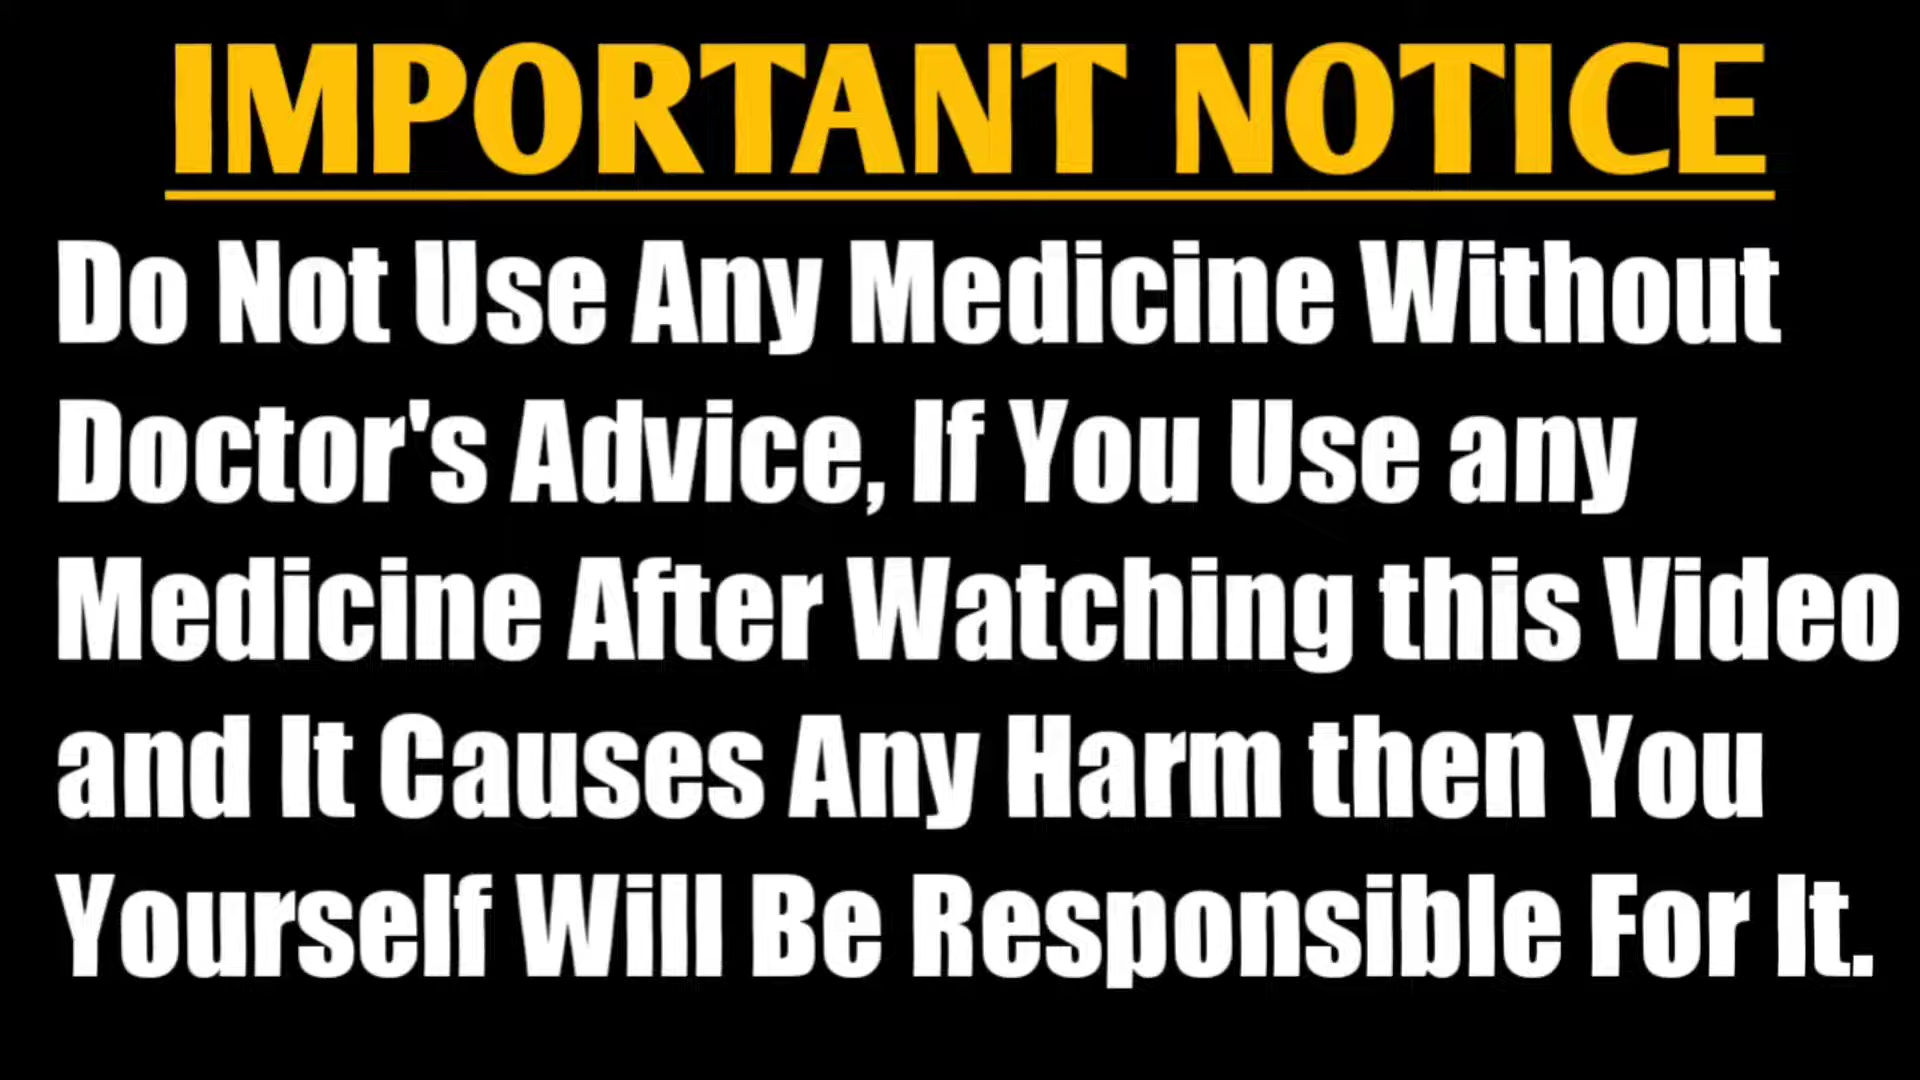 IMPORTANT NOTICE
Do Not Use Any Medicine Without
Doctor's Advice, If You Use any
Medicine After Watching this Video
and It Causes Any Harm then You
Yourself Will Be Responsible For It.